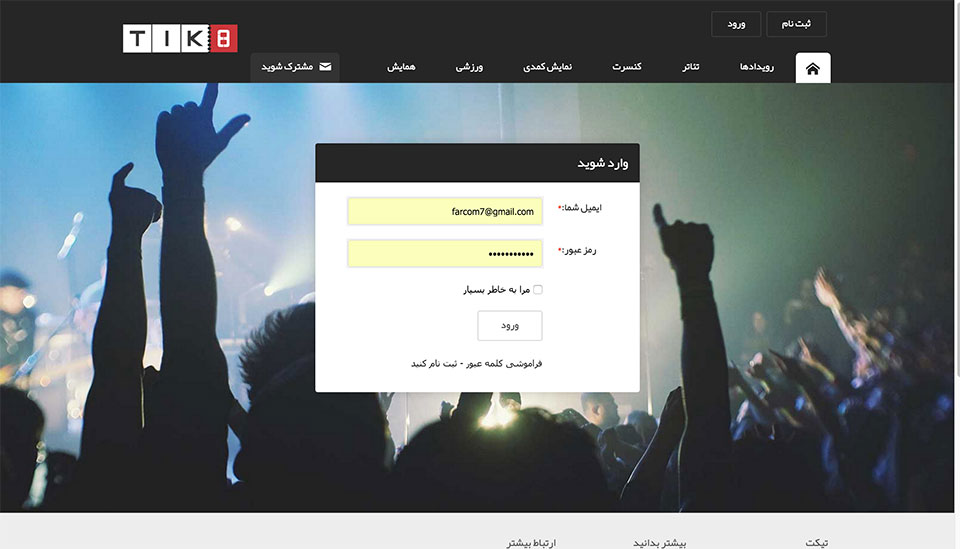 ثبت نام
ورود
TIK8
رویدادها
تئاتر
کنسرت
نمایش کمدی
ورزشی
همایش
مشترک شوید
وارد شوید
ایمیل شما:*
farcom7@gmail.com
رمز عبور:*
•••••••••••
مرا به خاطر بسپار
ورود
فراموشی کلمه عبور - ثبت نام کنید
تیکت
بیشتر بدانید
ارتباط بیشتر